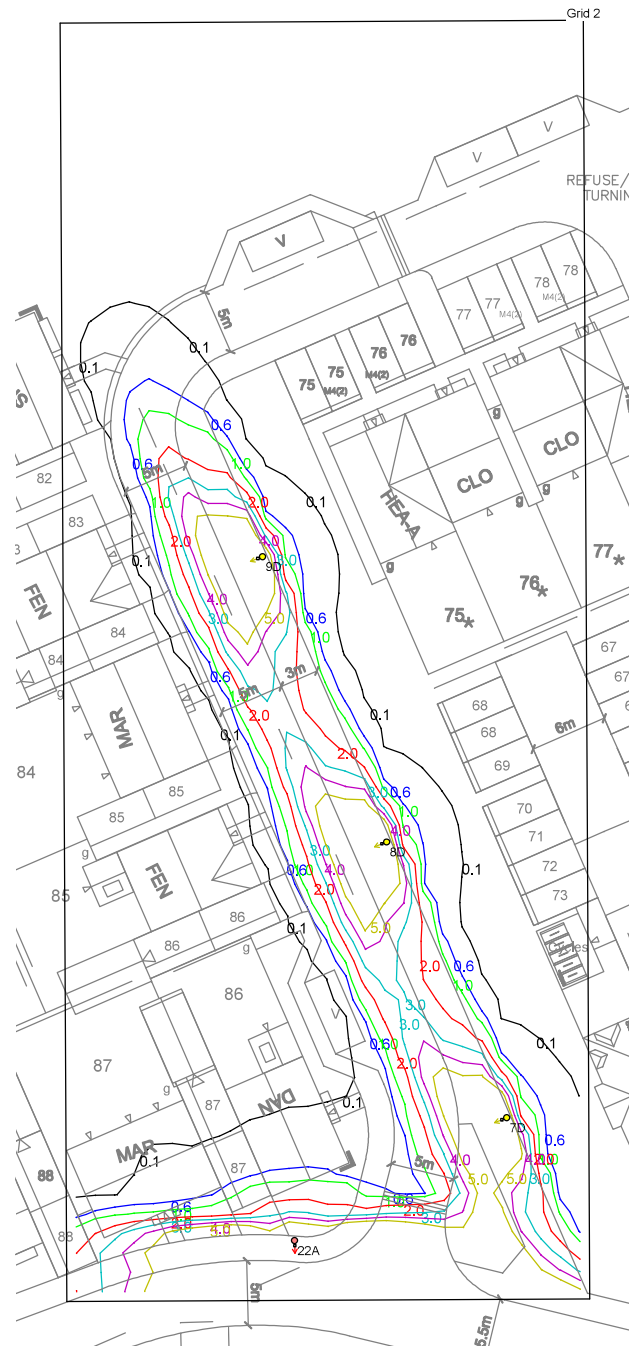 Grid 2
V
V
REFUSE/
TURNIN
V
5m
77
77
M4(2)
78
78
M4(2)
75
75
M4(2)
76
76
M4(2)
0.1
0.1
0.1
0.6
0.6
1.0
1.0
5m
g
g
g
g
CLO
CLO
HEA-A
82
83
83
84
84
84
FEN
2.0
2.0
4.0
3.0
4.0
3.0
5.0
9D
0.1
0.1
0.6
1.0
75*
76*
77*
67
67
68
68
69
70
71
72
73
6m
Cycles
g
MAR
0.6
5m
3m
2.0
0.1
0.1
2.0
3.0
0.6
1.0
4.0
8D
85
85
85
g
FEN
86
86
g
86
3.0
4.0
2.0
0.6
5.0
0.1
0.1
2.0
0.6
1.0
3.0
3.0
V
0.6
2.0
0.1
87
87
87
g
DAN
MAR
88
88
0.1
0.1
7D
0.6
4.0
2.0
3.0
5.0
5.0
4.0
5m
0.6
2.0
3.0
0.6
4.0
22A
5m
5.5m